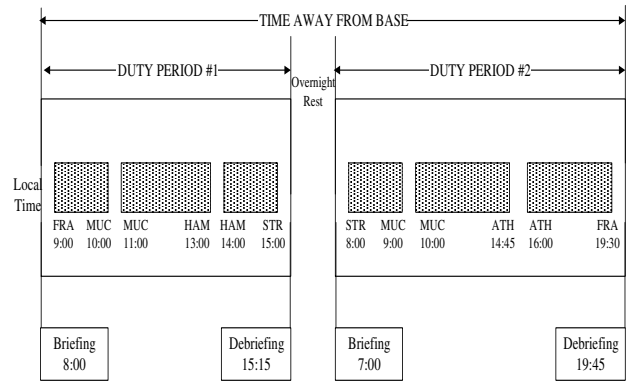 TIME AWAY FROM BASE
DUTY PERIOD #1
Overnight
Rest
DUTY PERIOD #2
Local
Time
FRA MUC MUC HAM HAM STR
9:00 10:00 11:00 13:00 14:00 15:00
STR MUC MUC ATH ATH FRA
8:00 9:00 10:00 14:45 16:00 19:30
Briefing
8:00
Debriefing
15:15
Briefing
7:00
Debriefing
19:45